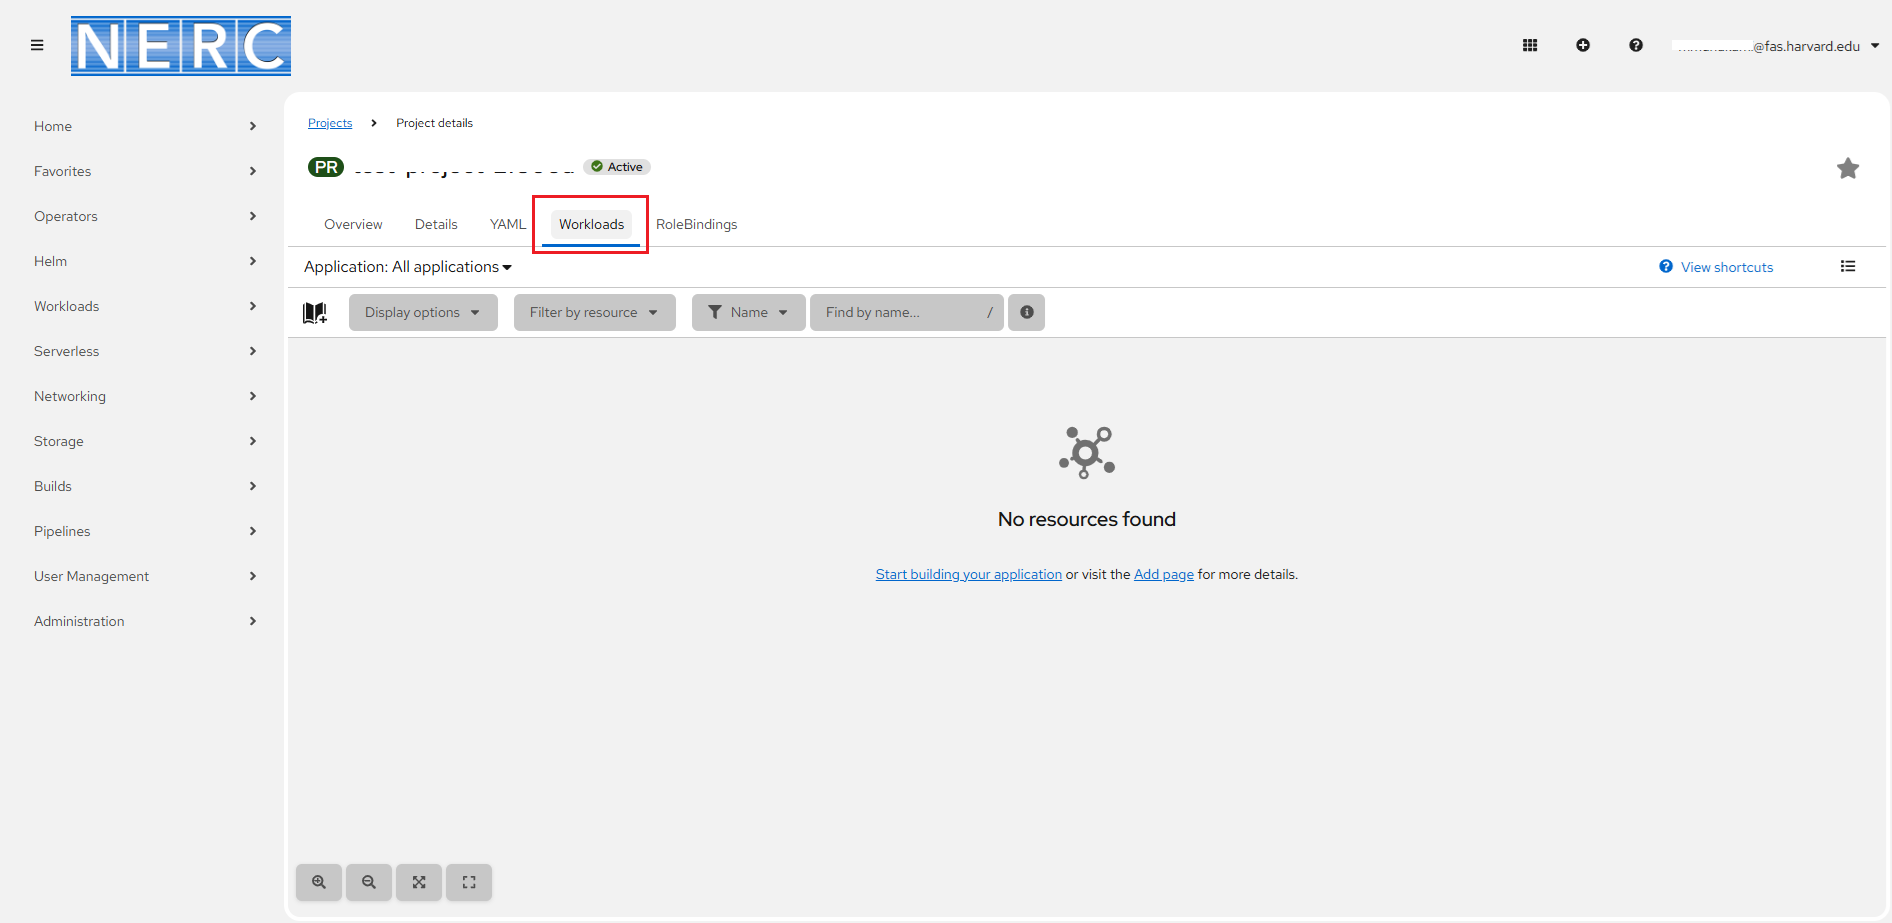 NERC
@fas.harvard.edu
Home
Favorites
Operators
Helm
Workloads
Serverless
Networking
Storage
Builds
Pipelines
User Management
Administration
Projects Project details
PR Active
Overview Details YAML Workloads RoleBindings
Application: All applications View shortcuts
Display options Filter by resource Name Find by name... /
No resources found
Start building your application or visit the Add page for more details.